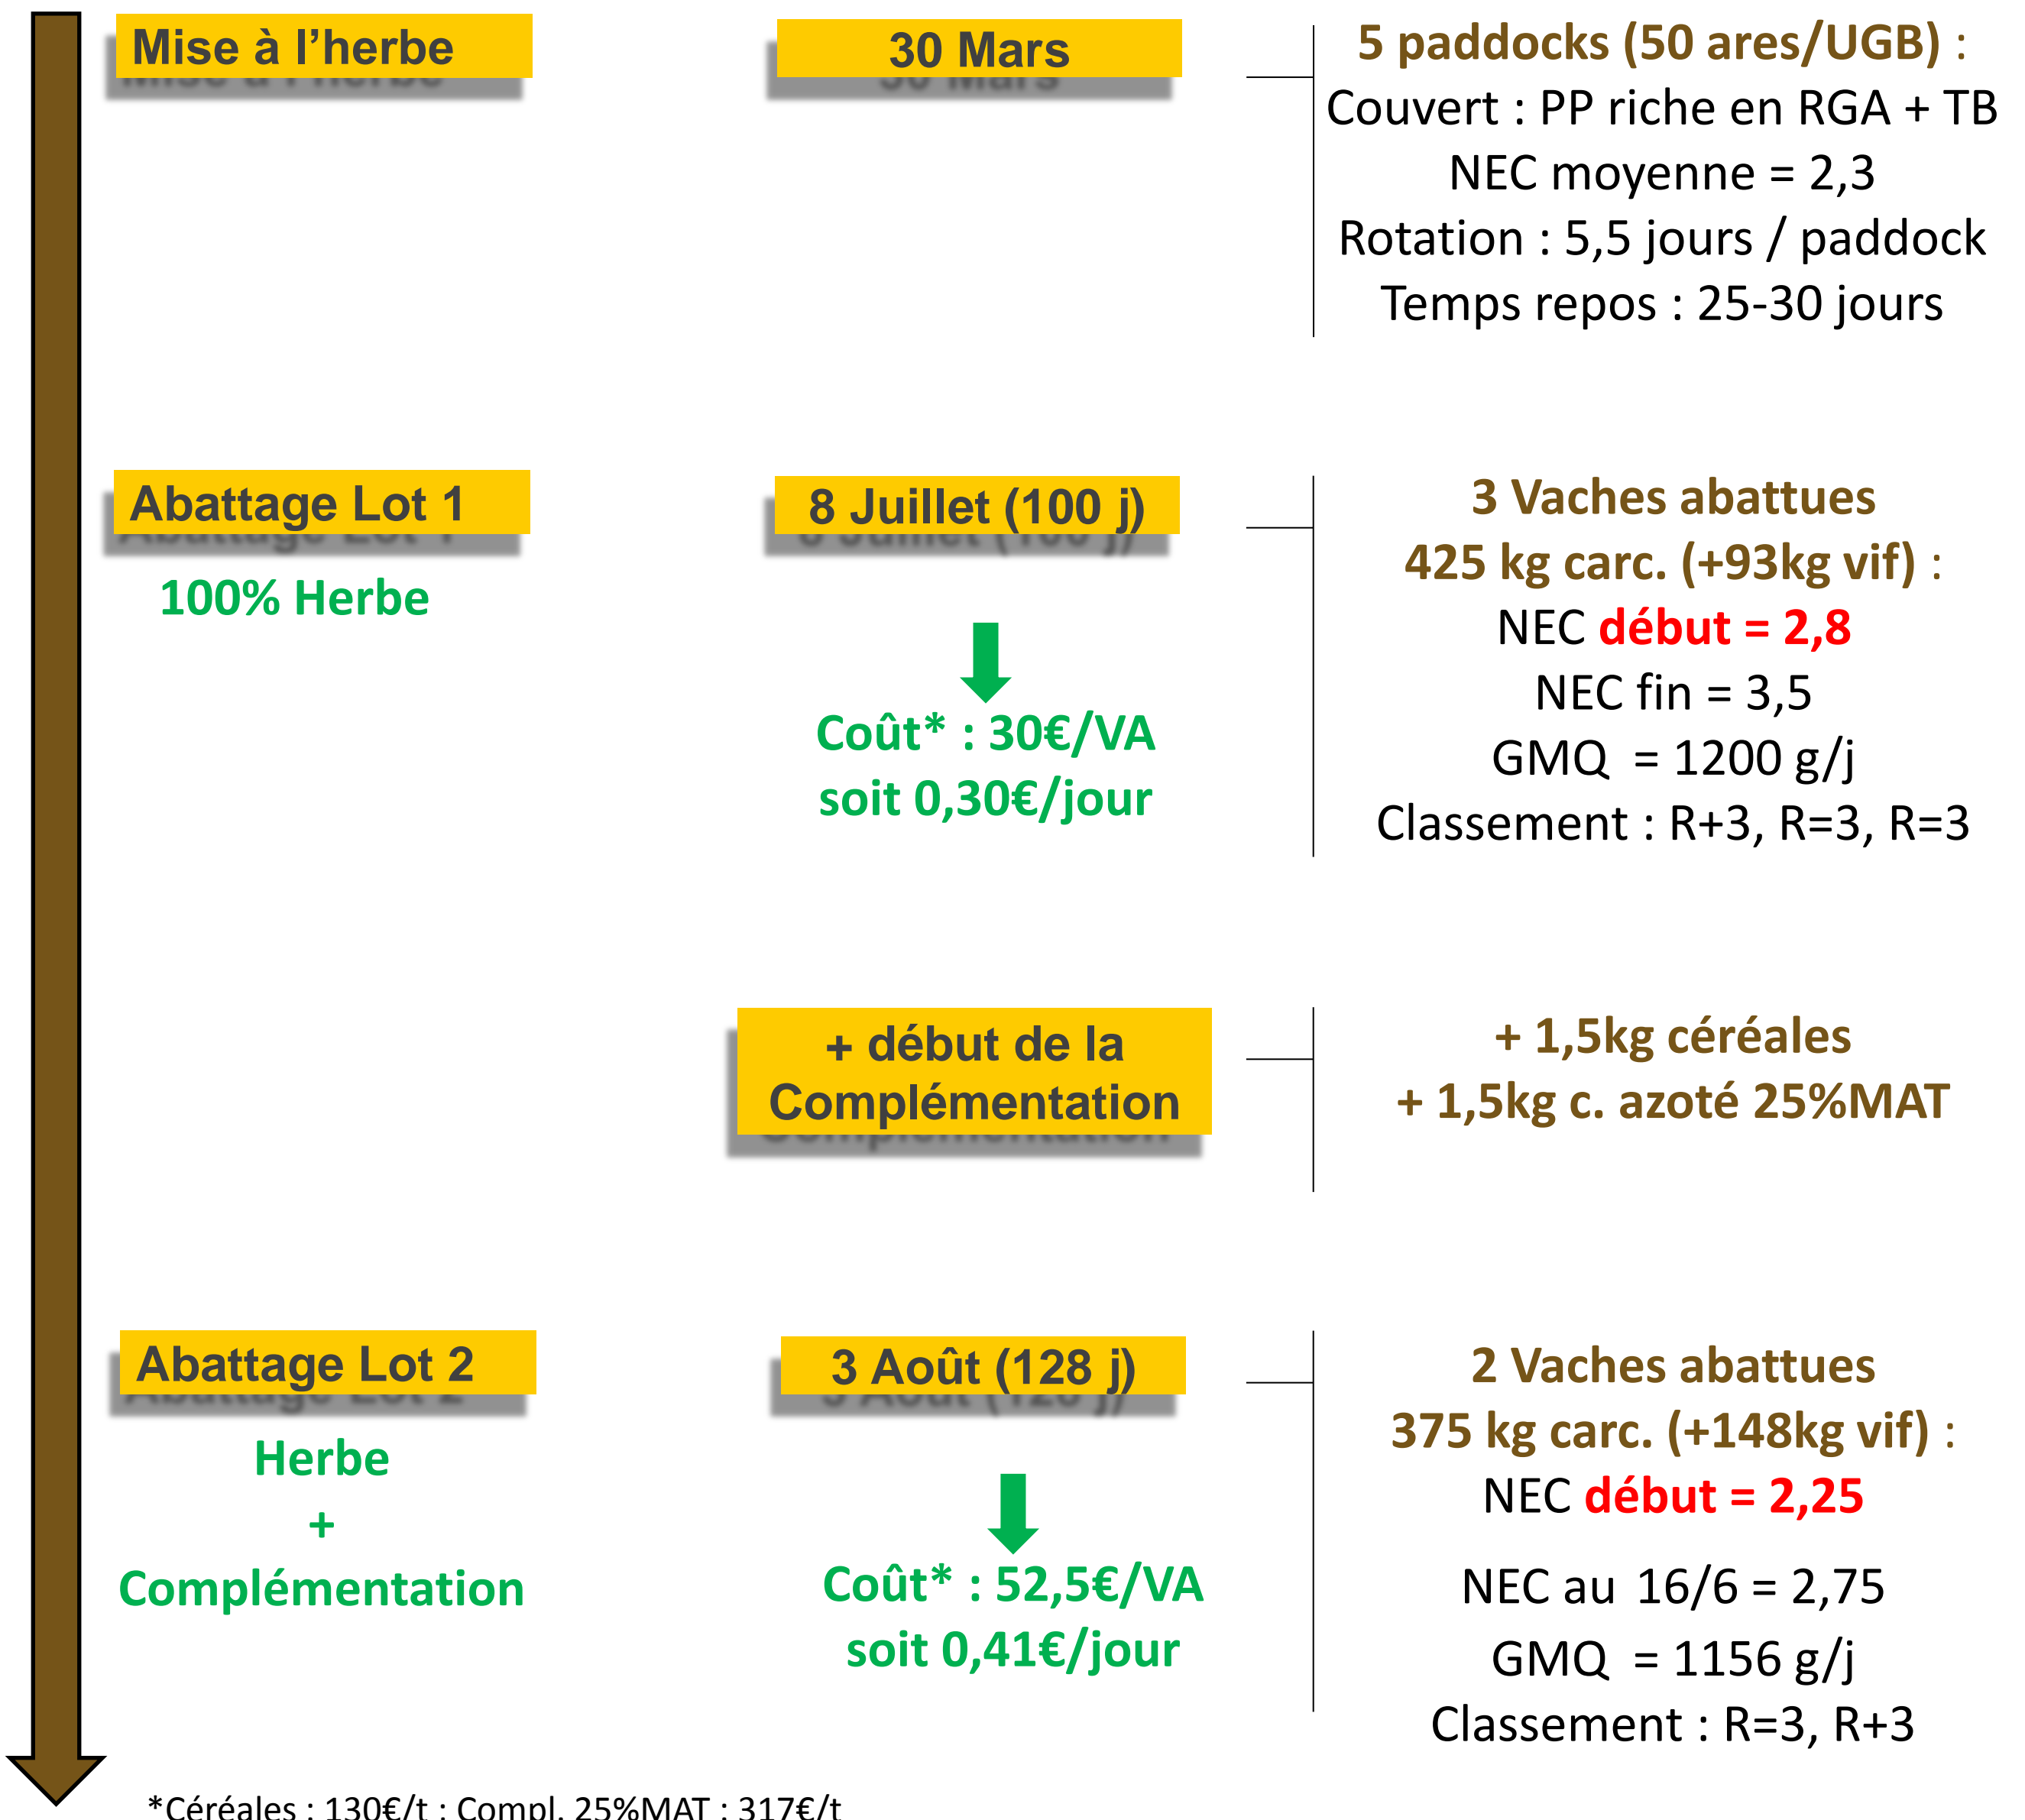 Mise à l’herbe
30 Mars
5 paddocks (50 ares/UGB) :
Couvert : PP riche en RGA + TB
NEC moyenne = 2,3
Rotation : 5,5 jours / paddock
Temps repos : 25-30 jours
Abattage Lot 1
100% Herbe
8 Juillet (100 j)
Coût* : 30€/VA
soit 0,30€/jour
3 Vaches abattues
425 kg carc. (+93kg vif) :
NEC début = 2,8
NEC fin = 3,5
GMQ = 1200 g/j
Classement : R+3, R=3, R=3
+ début de la
Complémentation
+ 1,5kg céréales
+ 1,5kg c. azoté 25%MAT
Abattage Lot 2
Herbe
+
Complémentation
3 Août (128 j)
Coût* : 52,5€/VA
soit 0,41€/jour
2 Vaches abattues
375 kg carc. (+148kg vif) :
NEC début = 2,25
NEC au 16/6 = 2,75
GMQ = 1156 g/j
Classement : R=3, R+3
*Céréales : 130€/t ; Compl. 25%MAT : 317€/t